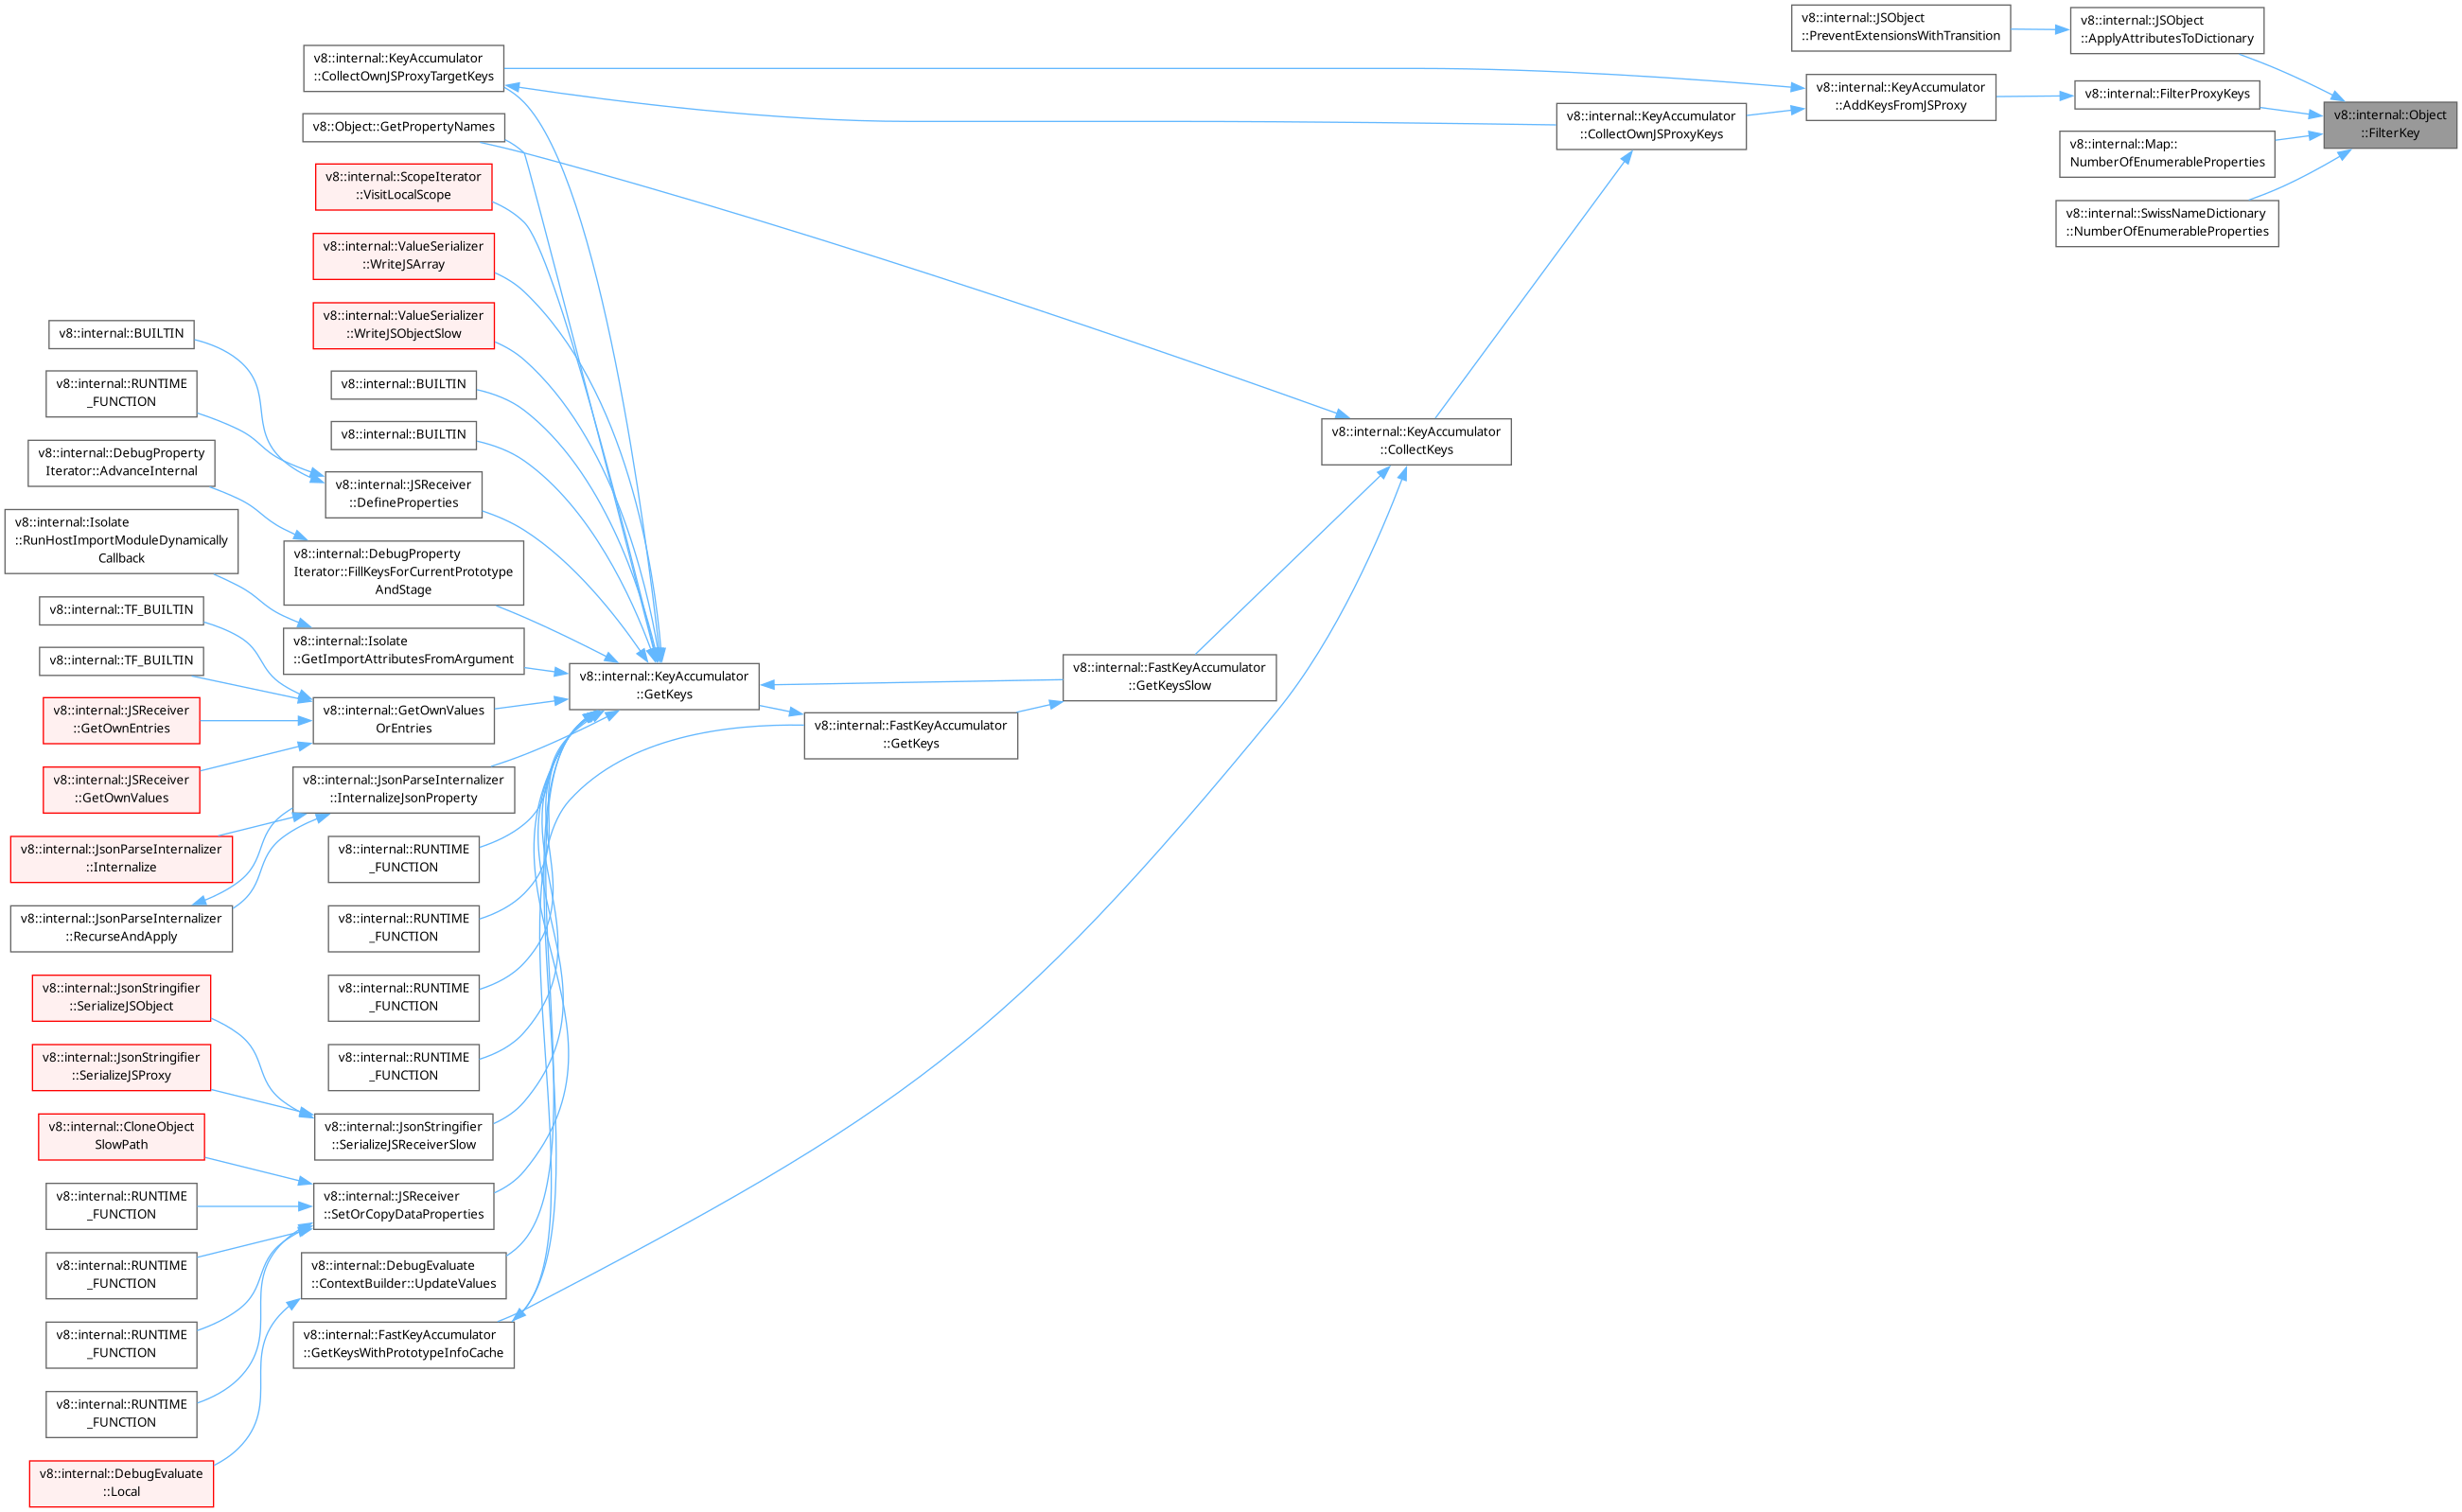 v8::internal::JSObject
::PreventExtensionsWithTransition
v8::internal::JSObject
::ApplyAttributesToDictionary
v8::internal::KeyAccumulator
::CollectOwnJSProxyTargetKeys
v8::internal::KeyAccumulator
::AddKeysFromJSProxy
v8::internal::FilterProxyKeys
v8::internal::Object
::FilterKey
v8::Object::GetPropertyNames
v8::internal::KeyAccumulator
::CollectOwnJSProxyKeys
v8::internal::Map::
NumberOfEnumerableProperties
v8::internal::ScopeIterator
::VisitLocalScope
v8::internal::SwissNameDictionary
::NumberOfEnumerableProperties
v8::internal::ValueSerializer
::WriteJSArray
v8::internal::ValueSerializer
::WriteJSObjectSlow
v8::internal::BUILTIN
v8::internal::BUILTIN
v8::internal::RUNTIME
_FUNCTION
v8::internal::BUILTIN
v8::internal::KeyAccumulator
::CollectKeys
v8::internal::DebugProperty
Iterator::AdvanceInternal
v8::internal::JSReceiver
::DefineProperties
v8::internal::Isolate
::RunHostImportModuleDynamically
Callback
v8::internal::DebugProperty
Iterator::FillKeysForCurrentPrototype
AndStage
v8::internal::TF_BUILTIN
v8::internal::Isolate
::GetImportAttributesFromArgument
v8::internal::TF_BUILTIN
v8::internal::KeyAccumulator
::GetKeys
v8::internal::FastKeyAccumulator
::GetKeysSlow
v8::internal::JSReceiver
::GetOwnEntries
v8::internal::GetOwnValues
OrEntries
v8::internal::FastKeyAccumulator
::GetKeys
v8::internal::JSReceiver
::GetOwnValues
v8::internal::JsonParseInternalizer
::InternalizeJsonProperty
v8::internal::JsonParseInternalizer
::Internalize
v8::internal::RUNTIME
_FUNCTION
v8::internal::JsonParseInternalizer
::RecurseAndApply
v8::internal::RUNTIME
_FUNCTION
v8::internal::JsonStringifier
::SerializeJSObject
v8::internal::RUNTIME
_FUNCTION
v8::internal::JsonStringifier
::SerializeJSProxy
v8::internal::RUNTIME
_FUNCTION
v8::internal::CloneObject
SlowPath
v8::internal::JsonStringifier
::SerializeJSReceiverSlow
v8::internal::RUNTIME
_FUNCTION
v8::internal::JSReceiver
::SetOrCopyDataProperties
v8::internal::RUNTIME
_FUNCTION
v8::internal::DebugEvaluate
::ContextBuilder::UpdateValues
v8::internal::RUNTIME
_FUNCTION
v8::internal::FastKeyAccumulator
::GetKeysWithPrototypeInfoCache
v8::internal::RUNTIME
_FUNCTION
v8::internal::DebugEvaluate
::Local